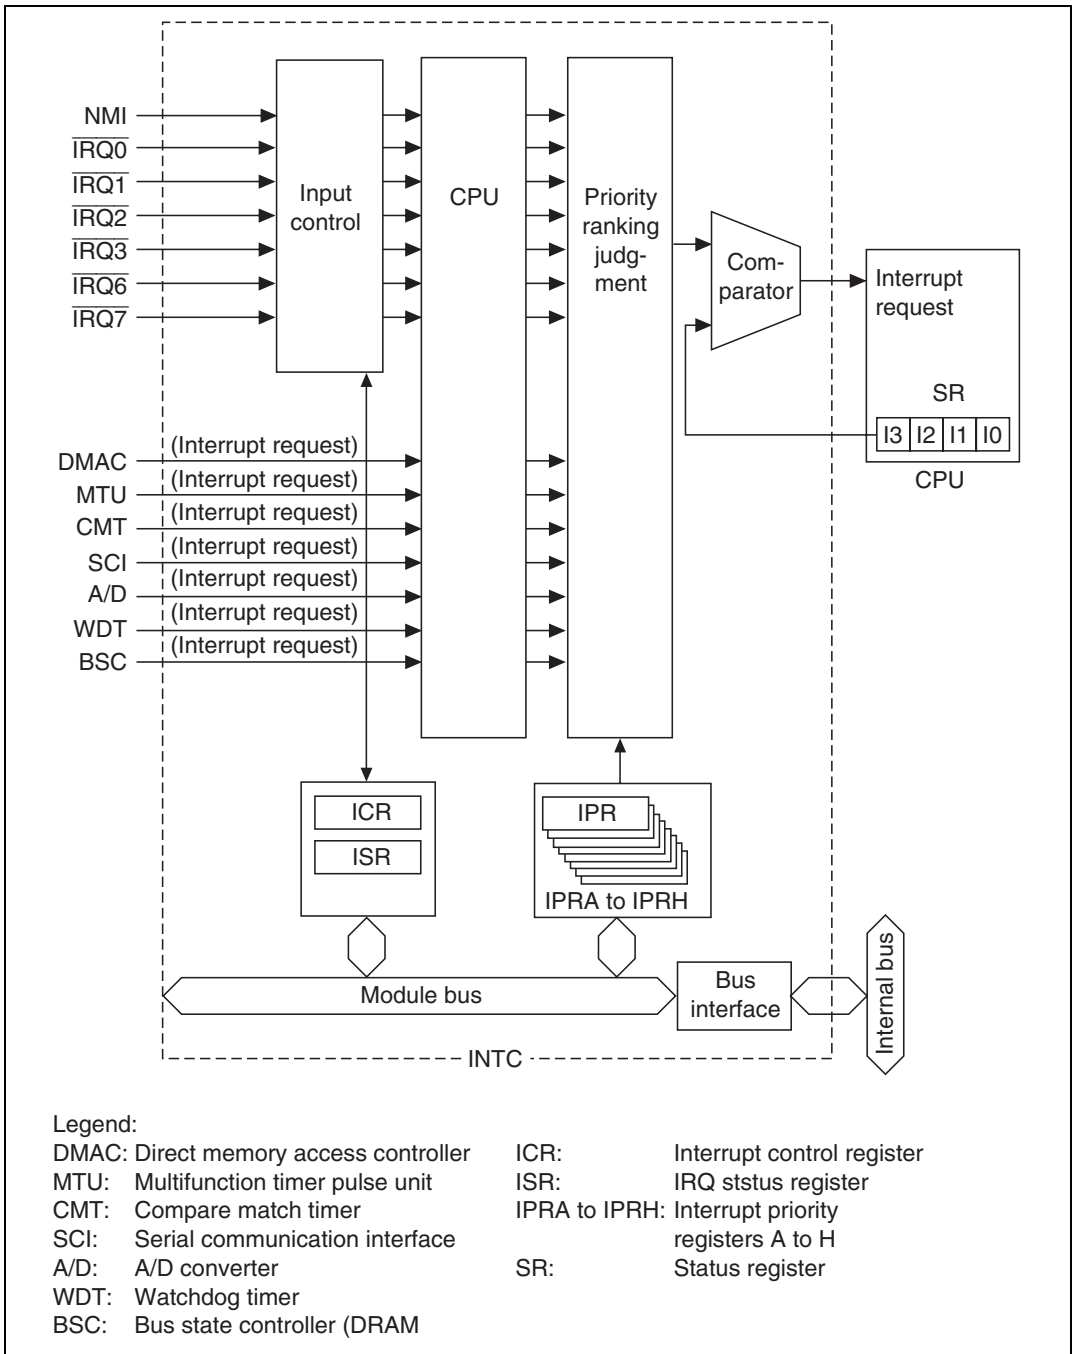 NMI
IRQ0
IRQ1
IRQ2
IRQ3
IRQ6
IRQ7
Input
control
CPU
Priority
ranking
judg-
ment
Com-
parator
Interrupt
request
SR
I3 I2 I1 I0
CPU
DMAC (Interrupt request)
MTU (Interrupt request)
CMT (Interrupt request)
SCI (Interrupt request)
A/D (Interrupt request)
WDT (Interrupt request)
BSC (Interrupt request)
ICR
ISR
IPR
IPRA to IPRH
Module bus
Bus
interface
Internal bus
INTC
Legend:
DMAC: Direct memory access controller
MTU: Multifunction timer pulse unit
CMT: Compare match timer
SCI: Serial communication interface
A/D: A/D converter
WDT: Watchdog timer
BSC: Bus state controller (DRAM
ICR: Interrupt control register
ISR: IRQ ststus register
IPRA to IPRH: Interrupt priority
registers A to H
SR: Status register